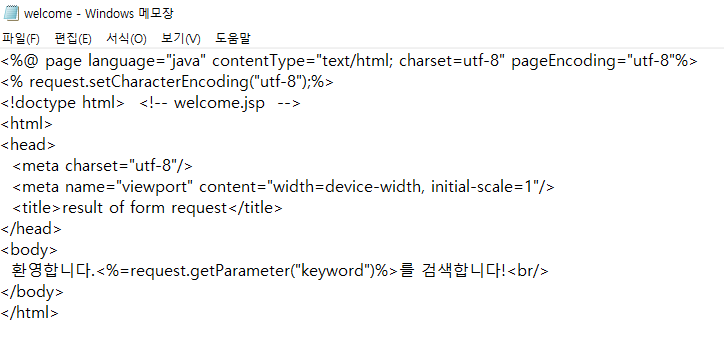 welcome - Windows 메모장
파일(F) 편집(E) 서식(O) 보기(V) 도움말
<%@ page language="java" contentType="text/html; charset=utf-8" pageEncoding="utf-8"%>
<% request.setCharacterEncoding("utf-8");%>
<!doctype html>   <!-- welcome.jsp  -->
<html>
<head>
  <meta charset="utf-8"/>
  <meta name="viewport" content="width=device-width, initial-scale=1"/>
  <title>result of form request</title>
</head>
<body>
  환영합니다.<%=request.getParameter("keyword")%>를 검색합니다!<br/>
</body>
</html>